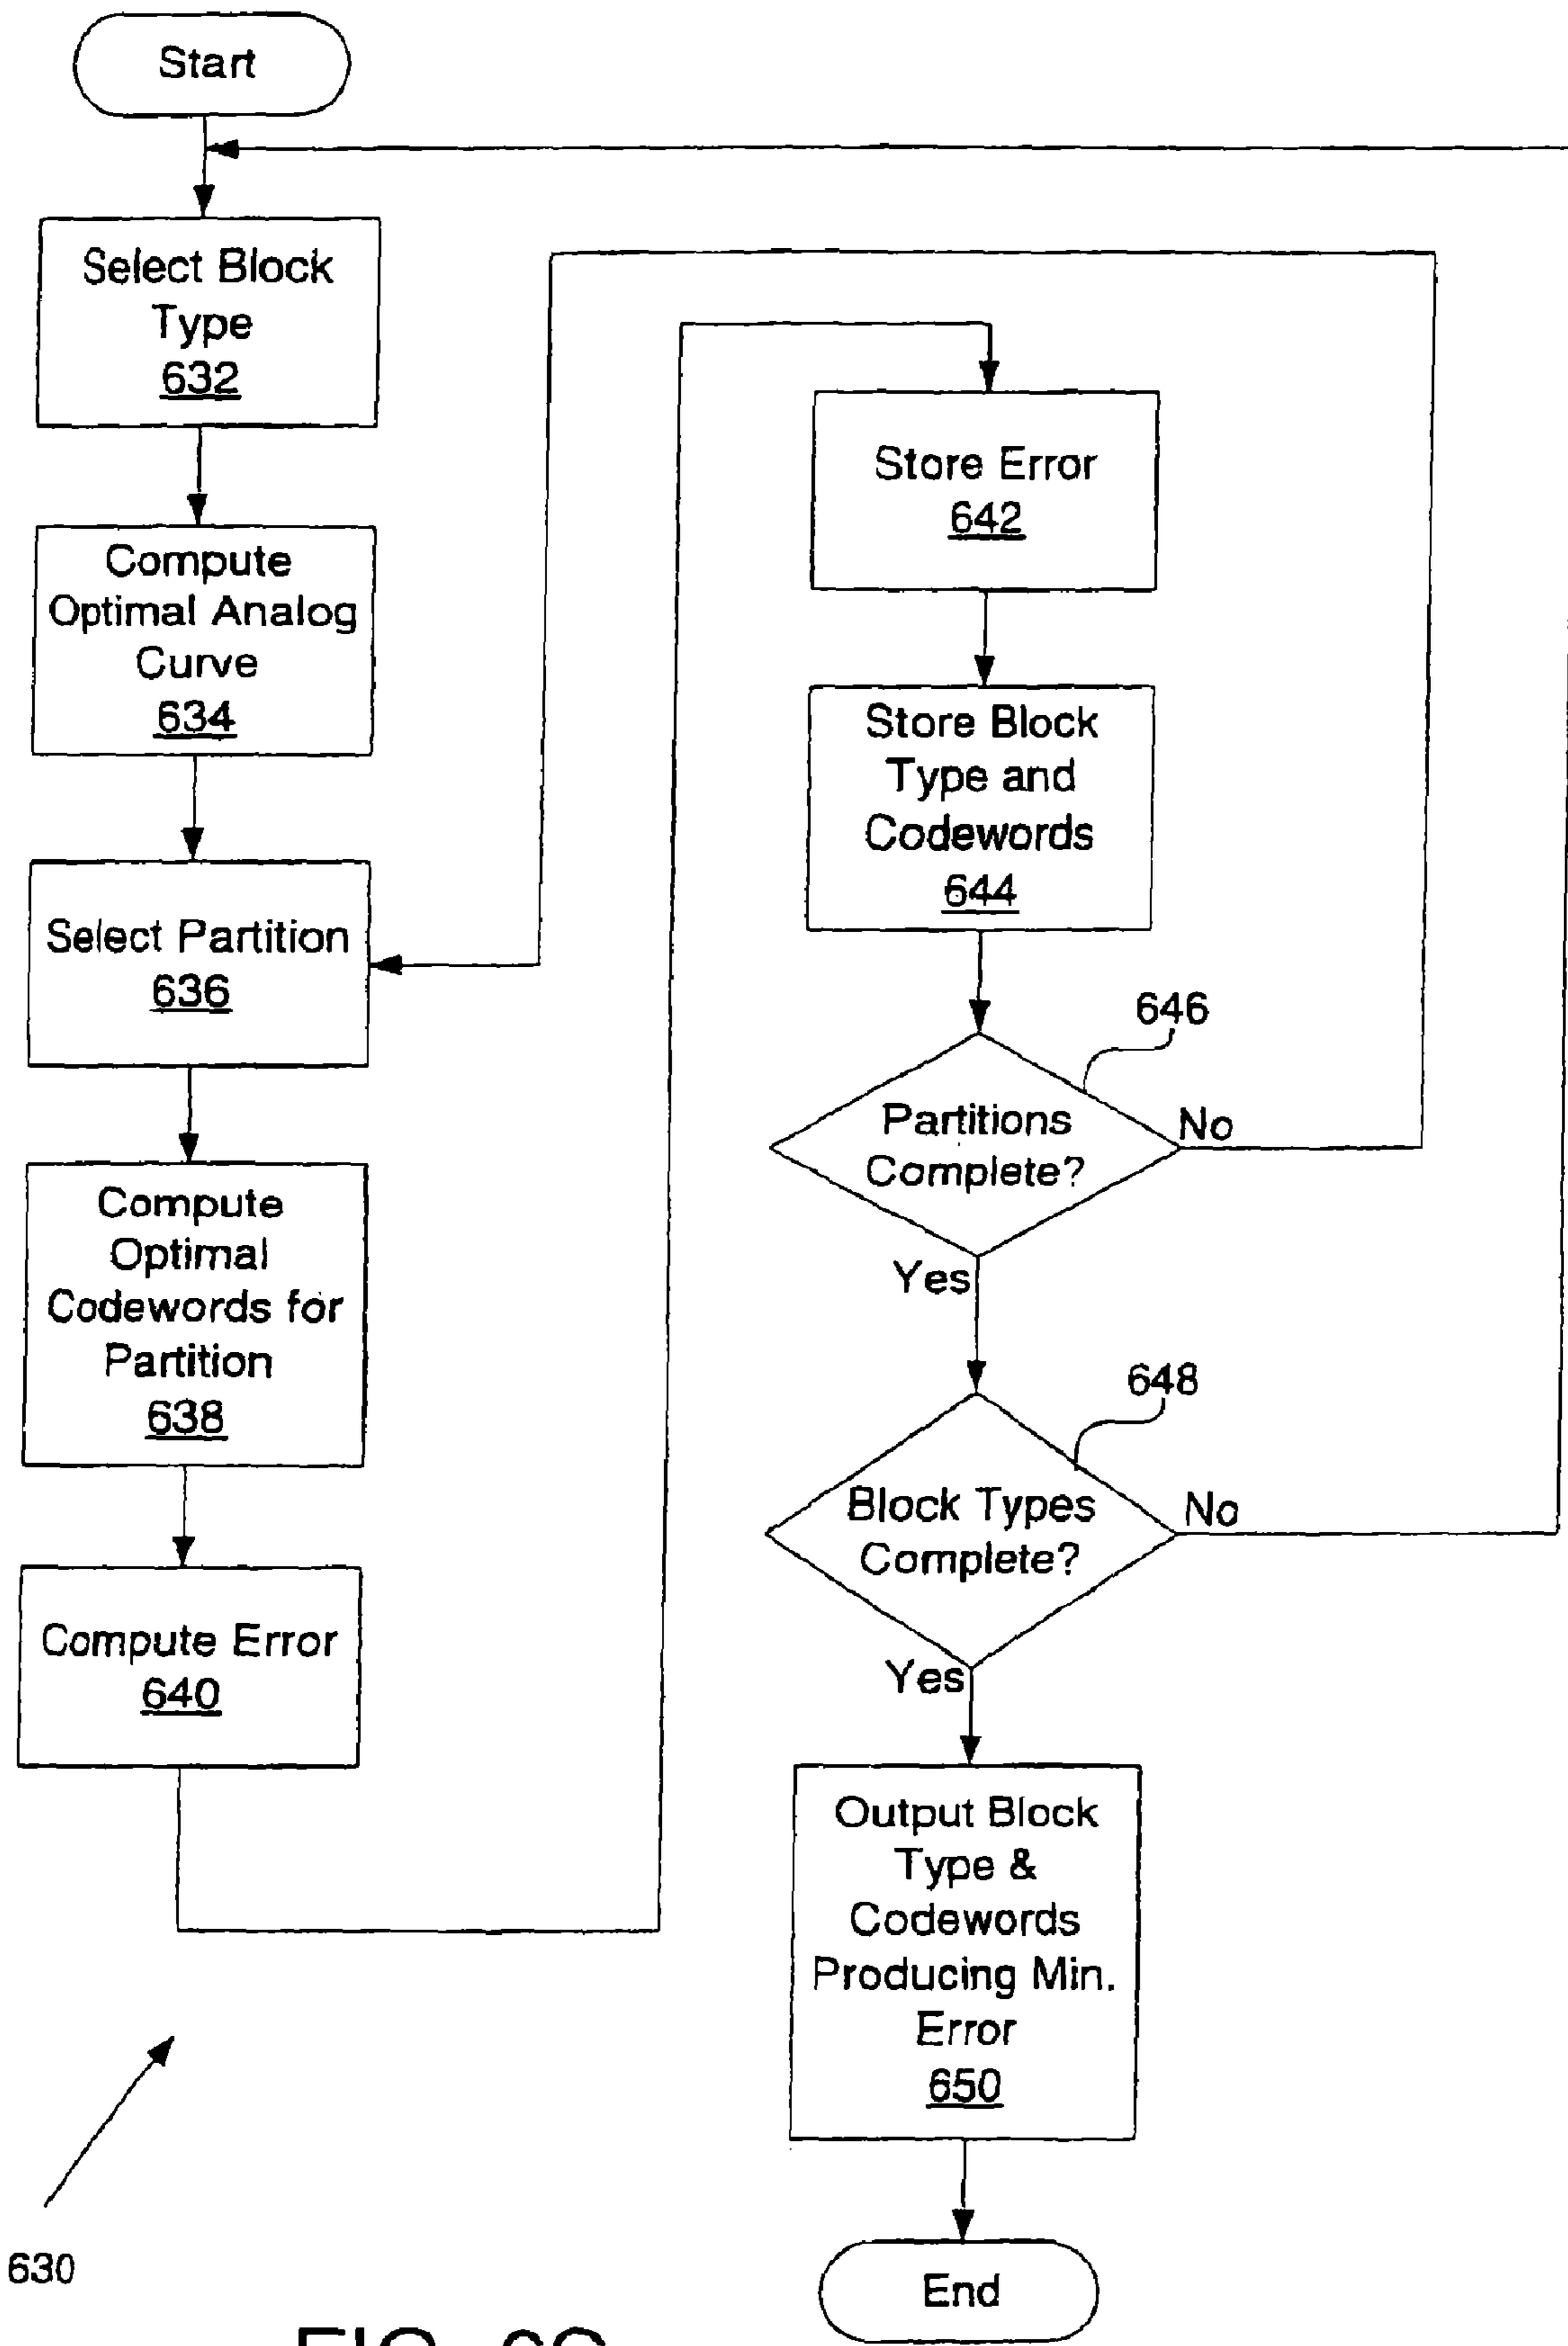 Start
Select Block
Type
632
Compute
Optimal Analog
Curve
634
Select Partition
636
Compute
Optimal
Codewords for
Partition
638
Compute Error
640
Store Error
642
Store Block
Type and
Codewords
644
646
Partitions
Complete?
No
Yes
648
Block Types
Complete?
No
Yes
Output Block
Type &
Codewords
Producing Min.
Error
650
End
630